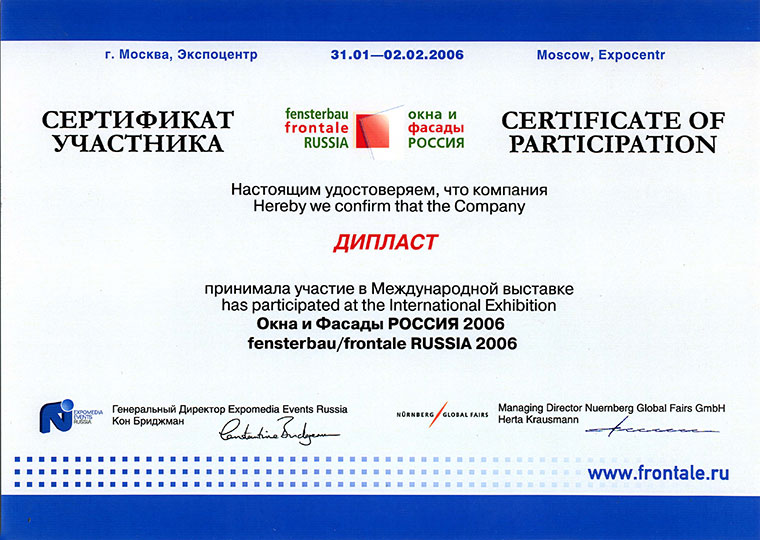 г. Москва, Экспоцентр
31.01—02.02.2006
Moscow, Expocentr
СЕРТИФИКАТ
УЧАСТНИКА
fensterbau
frontale
RUSSIA
окна и
фасады
РОССИЯ
CERTIFICATE OF
PARTICIPATION
Настоящим удостоверяем, что компания
Hereby we confirm that the Company
ДИПЛАСТ
принимала участие в Международной выставке
has participated at the International Exhibition
Окна и Фасады РОССИЯ 2006
fensterbau/frontale RUSSIA 2006
EXPOMEDIA
EVENTS
RUSSIA
Генеральный Директор Expomedia Events Russia
Кон Бриджман
Constantine Bridgeman
NÜRNBERG GLOBAL FAIRS
Managing Director Nuernberg Global Fairs GmbH
Herta Krausmann
www.frontale.ru